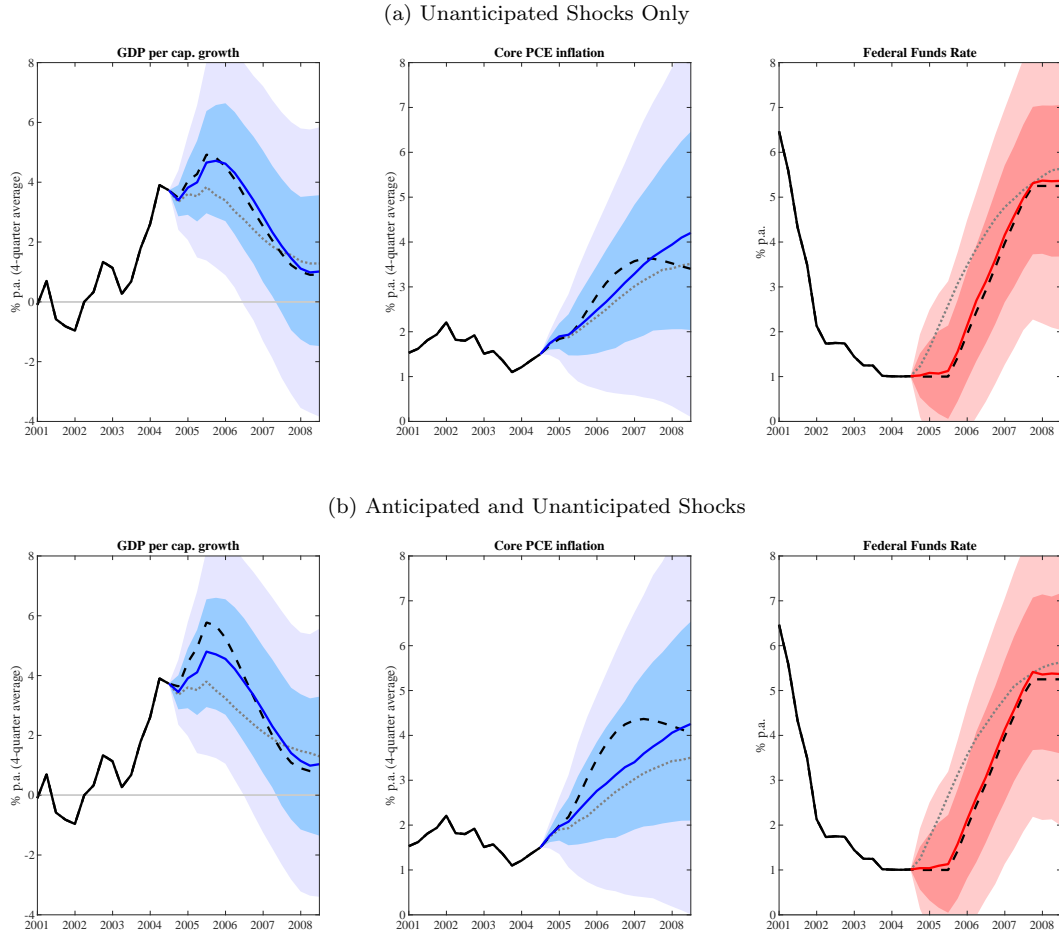 (a) Unanticipated Shocks Only
GDP per cap. growth
% p.a. (4-quarter average)
8
6
4
2
0
-2
-4
2001 2002 2003 2004 2005 2006 2007 2008
Core PCE inflation
% p.a. (4-quarter average)
8
7
6
5
4
3
2
1
0
2001 2002 2003 2004 2005 2006 2007 2008
Federal Funds Rate
% p.a.
8
7
6
5
4
3
2
1
0
2001 2002 2003 2004 2005 2006 2007 2008
(b) Anticipated and Unanticipated Shocks
GDP per cap. growth
% p.a. (4-quarter average)
8
6
4
2
0
-2
-4
2001 2002 2003 2004 2005 2006 2007 2008
Core PCE inflation
% p.a. (4-quarter average)
8
7
6
5
4
3
2
1
0
2001 2002 2003 2004 2005 2006 2007 2008
Federal Funds Rate
% p.a.
8
7
6
5
4
3
2
1
0
2001 2002 2003 2004 2005 2006 2007 2008